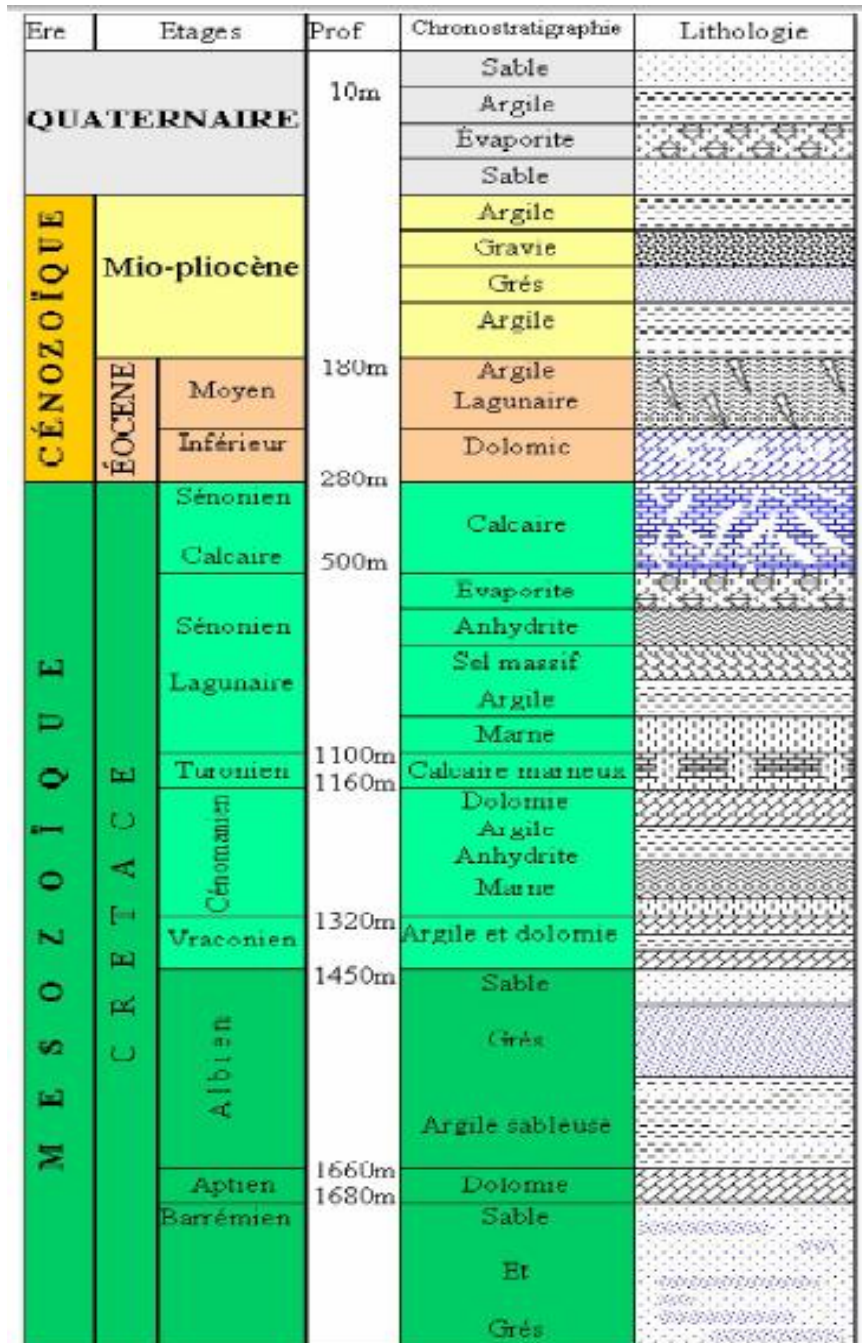 Ere Etages Prof Chronostratigraphie Lithologie
QUATERNAIRE
10m
Sable
Argile
Évaporite
Sable
CÉNOZOÏQUE
Mio-pliocène
Argile
Gravie
Grés
Argile
180m
ÉOCENE
Moyen
Argile
Lagunaire
Inférieur
Dolomic
280m
MESOZOÏQUE
CRETACE
Sénonien
Calcaire
Calcaire
500m
Sénonien
Lagunaire
Evaporite
Anhydrite
Sel massif
Argile
Marne
1100m
Turonien
Calcaire marneux
1160m
Cénomanien
Dolomie
Argile
Anhydrite
Marne
1320m
Vraconien
Argile et dolomie
1450m
Albien
Sable
Grés
Argile sableuse
1660m
Aptien
Dolomie
1680m
Barrémien
Sable
Et
Grés